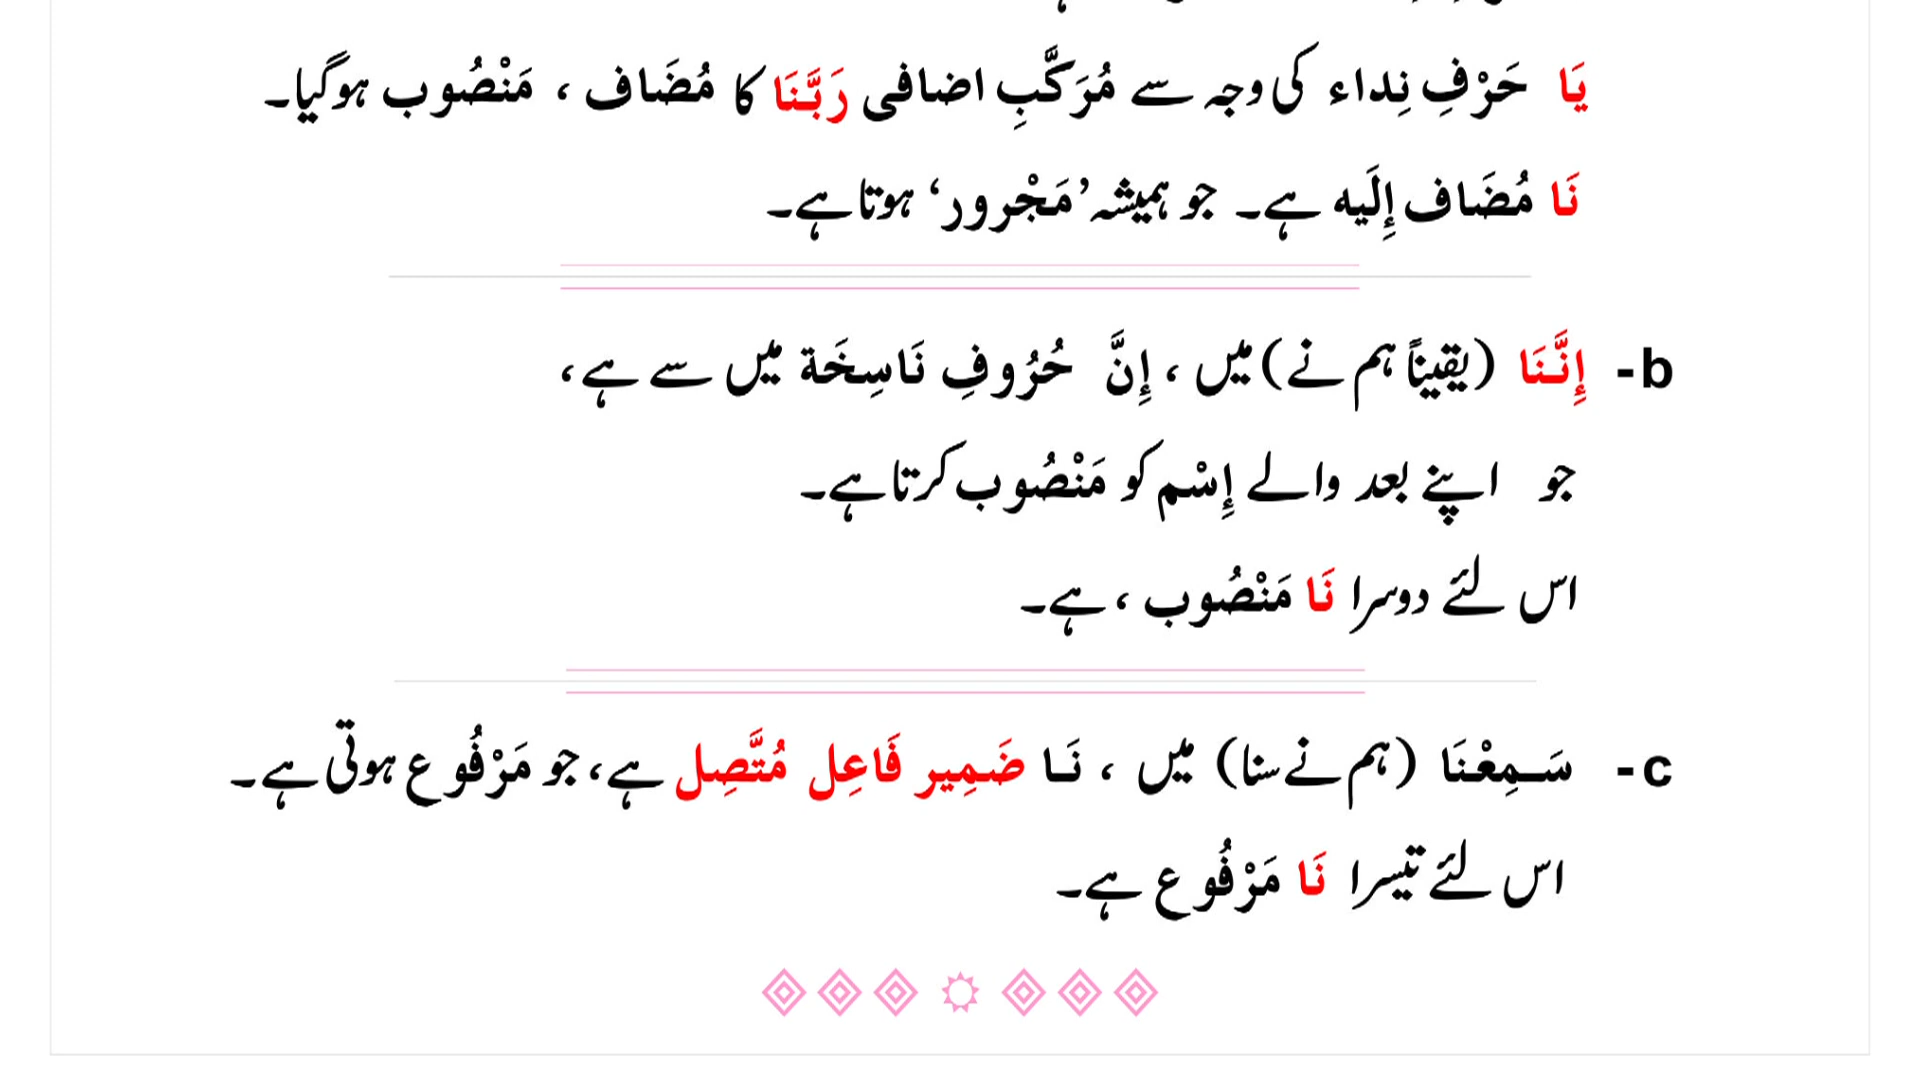 یَا حَرْفِ نِداء کی وجہ سے مُرَکَّبِ اضافی رَبَّنَا کا مُضَاف ، مَنْصُوب ہوگیا۔
نَا مُضَاف إِلَیه ہے۔ جو ہمیشہ ’مَجْرور‘ ہوتا ہے۔
b- إِنَّنَا (یقیناً ہم نے) میں ، إِنَّ حُرُوفِ نَاسِخَة میں سے ہے،
جو اپنے بعد والے إِسْم کو مَنْصُوب کرتا ہے۔
اس لئے دوسرا نَا مَنْصُوب ، ہے۔
c- سَـمِعْنَا (ہم نے سنا) میں ، نَـا ضَمِیر فَاعِل مُتَّصِل ہے، جو مَرْفُوع ہوتی ہے۔
اس لئے تیسرا نَا مَرْفُوع ہے۔